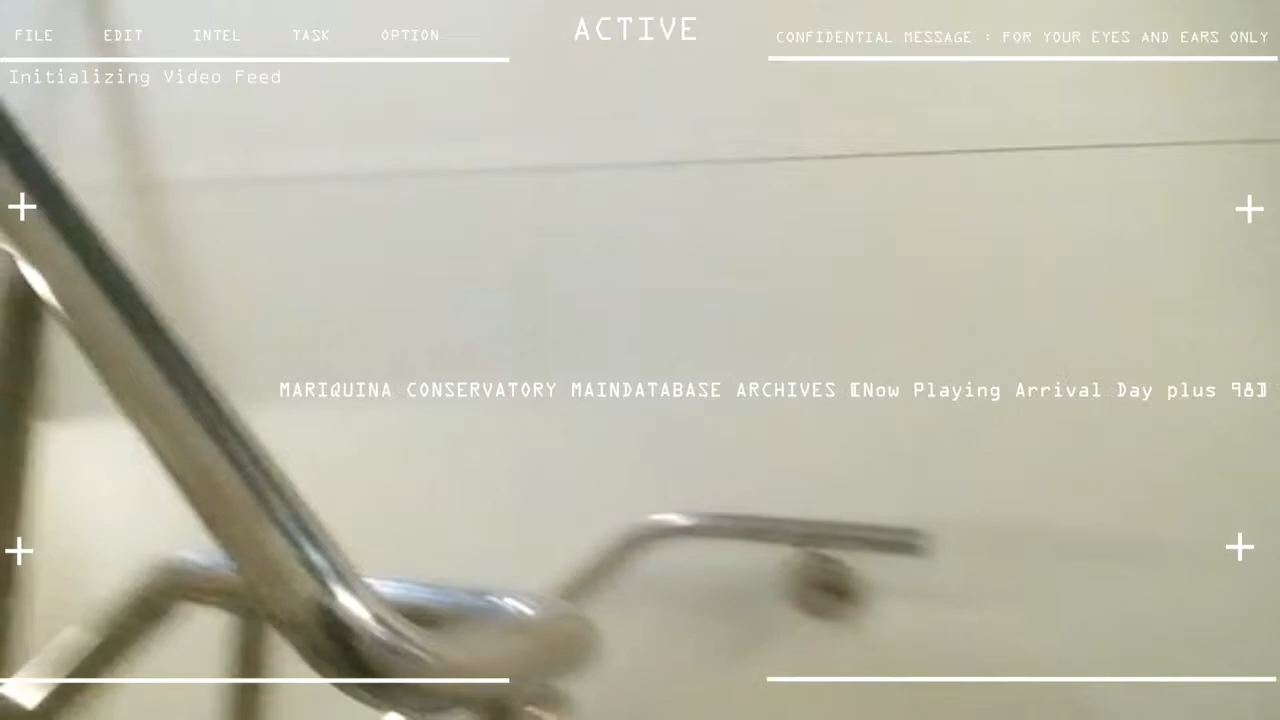 FILE EDIT INTEL TASK OPTION
ACTIVE
CONFIDENTIAL MESSAGE : FOR YOUR EYES AND EARS ONLY
Initializing Video Feed
MARIQUINA CONSERVATORY MAINDATABASE ARCHIVES [Now Playing Arrival Day plus 98]